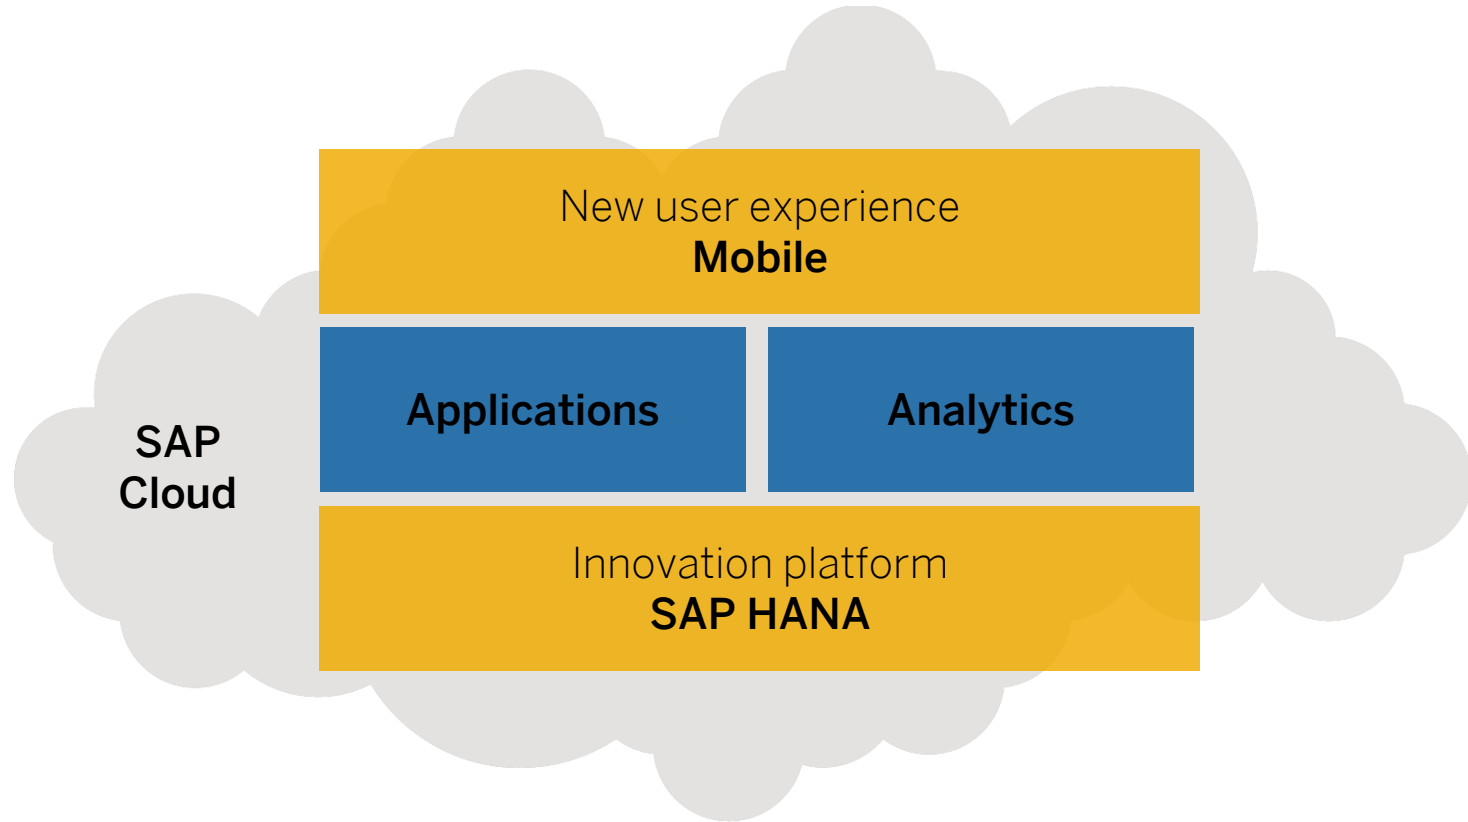 New user experience
Mobile
Applications
Analytics
SAP
Cloud
Innovation platform
SAP HANA